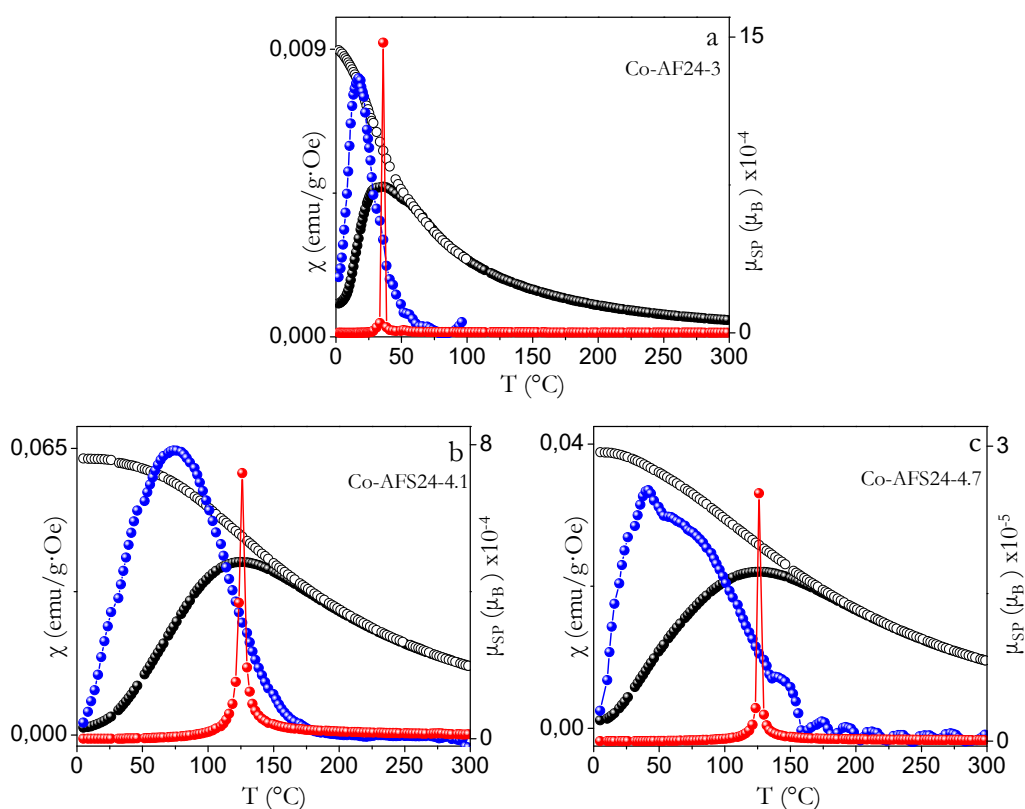 a
Co-AF24-3
0,009
0,000
χ (emu/g·Oe)
15
0
μSP (μB) x10-4
0 50 100 150 200 250 300
T (°C)
b
Co-AFS24-4.1
0,065
0,000
χ (emu/g·Oe)
8
0
μSP (μB) x10-4
0 50 100 150 200 250 300
T (°C)
c
Co-AFS24-4.7
0,04
0,00
χ (emu/g·Oe)
3
0
μSP (μB) x10-5
0 50 100 150 200 250 300
T (°C)